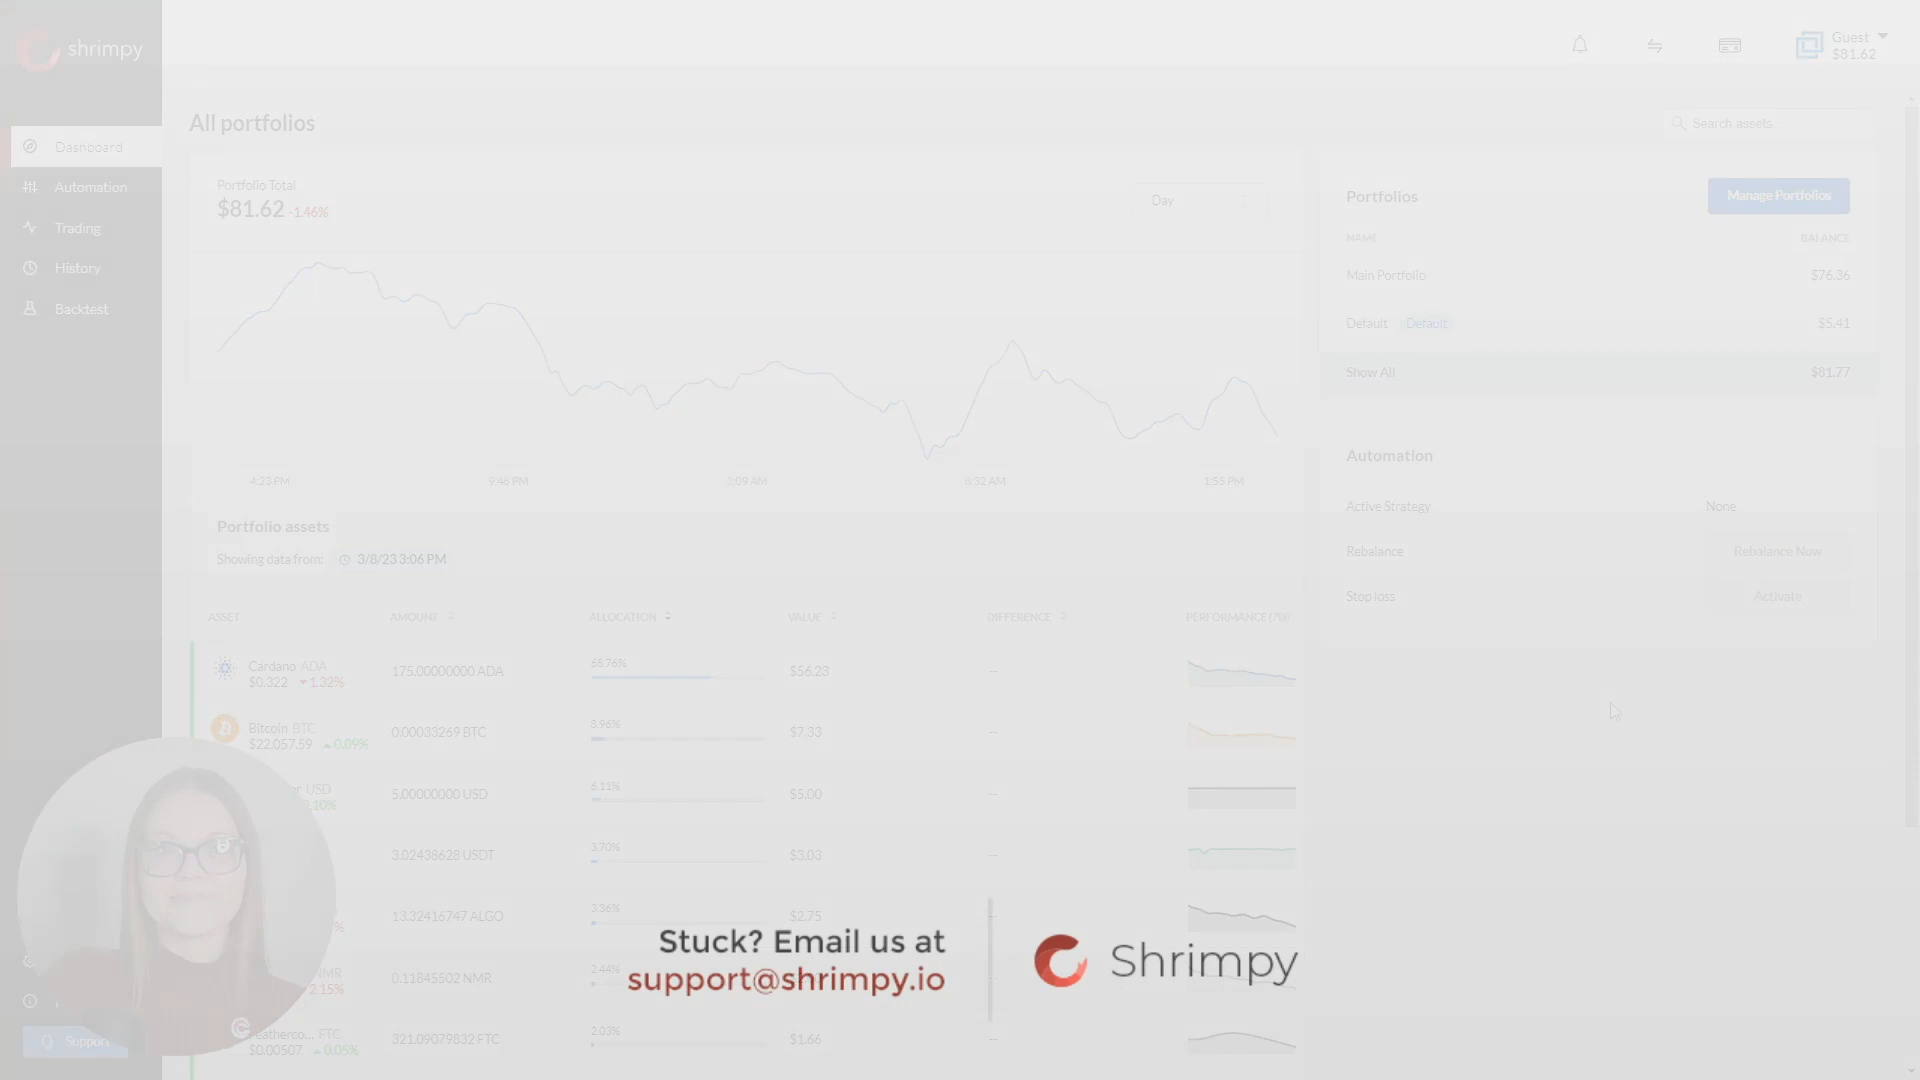 shrimpy
Guest
$81.62
All portfolios
Search assets...
Dashboard
Automation
Trading
History
Backtest
Portfolio Total
$81.62 -1.46%
Day
Portfolios
Manage Portfolios
NAME BALANCE
Main Portfolio $76.36
Default Default $5.41
Show All $81.77
4:23 PM 9:46 PM 3:09 AM 8:32 AM 1:55 PM
Automation
Active Strategy None
Rebalance Rebalance Now
Stop loss Activate
Portfolio assets
Showing data from: 3/8/23 3:06 PM
ASSET AMOUNT ALLOCATION VALUE DIFFERENCE PERFORMANCE (7D)
Cardano ADA
$0.322 1.32%
175.00000000 ADA 68.76% $56.23 --
Bitcoin BTC
$22,057.59 0.09%
0.00033269 BTC 8.96% $7.33 --
USD
5.00000000 USD 6.11% $5.00 --
3.02438628 USDT 3.70% $3.03 --
13.32416747 ALGO 3.36% $2.75
NMR
2.15%
0.11845502 NMR 2.44%
FTC
$0.00507 0.05%
321.09079832 FTC 2.03% $1.66 --
Support
Stuck? Email us at
support@shrimpy.io
Shrimpy